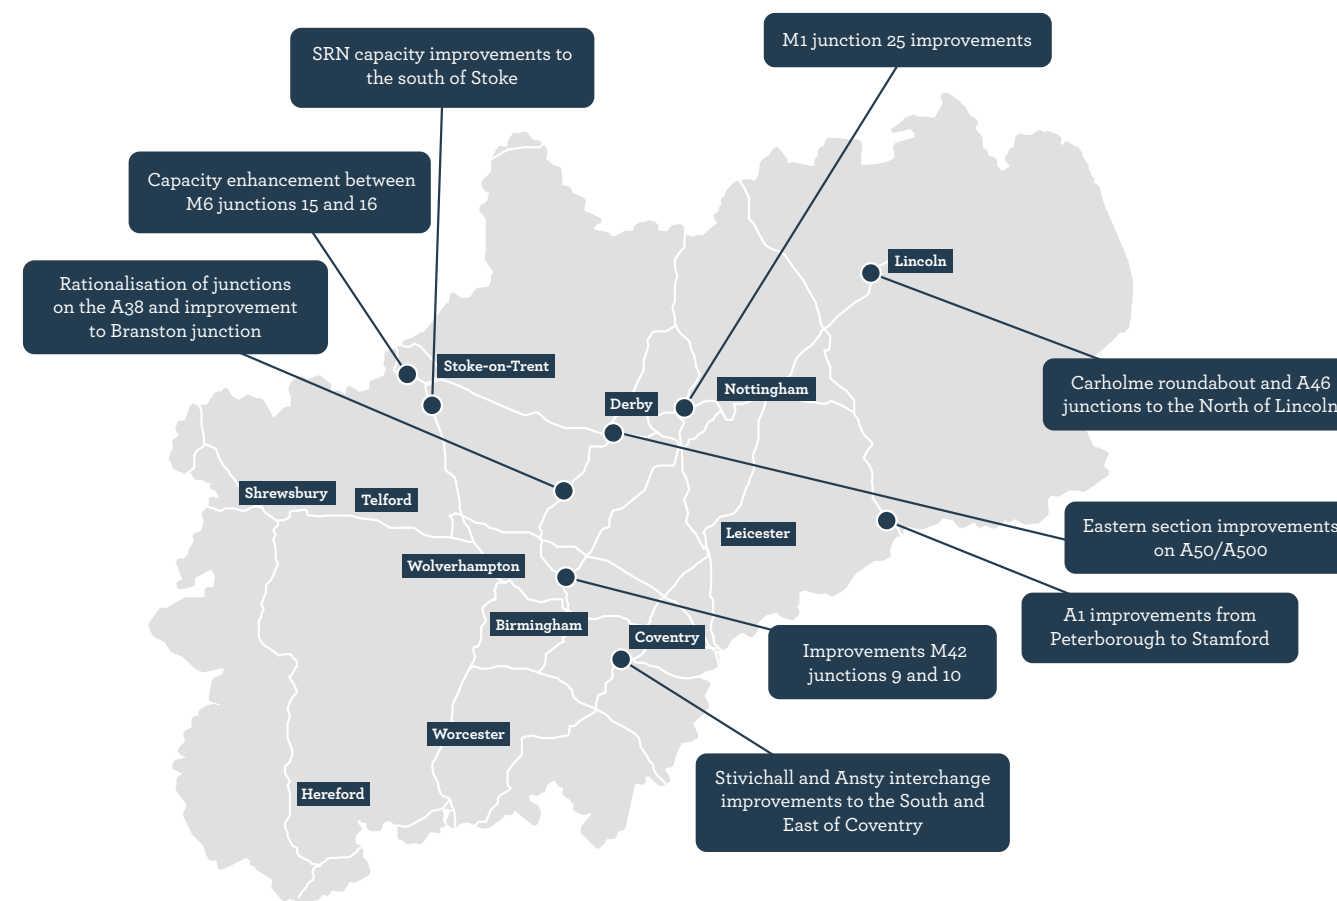 M1 junction 25 improvements
SRN capacity improvements to
the south of Stoke
Capacity enhancement between
M6 junctions 15 and 16
Rationalisation of junctions
on the A38 and improvement
to Branston junction
Lincoln
Stoke-on-Trent
Carholme roundabout and A46
junctions to the North of Lincoln
Nottingham
Derby
Shrewsbury
Telford
Leicester
Eastern section improvements
on A50/A500
Wolverhampton
A1 improvements from
Peterborough to Stamford
Birmingham
Coventry
Improvements M42
junctions 9 and 10
Worcester
Stivichall and Ansty interchange
improvements to the South and
East of Coventry
Hereford